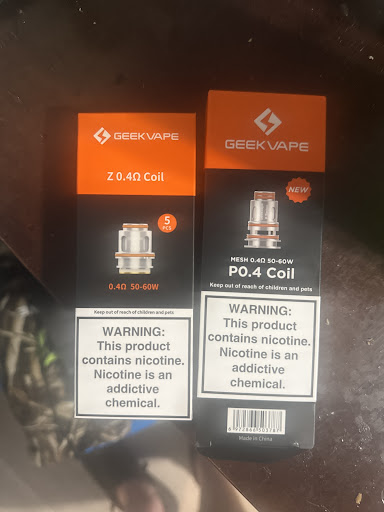 GEEKVAPE
Z 0.4Ω Coil
5
PCS
0.4Ω 50-60W
Keep out of reach of children and pets
WARNING:
This product
contains nicotine.
Nicotine is an
addictive
chemical.
GEEKVAPE
NEW
MESH 0.4Ω 50-60W
P0.4 Coil
Keep out of reach of children and pets
WARNING:
This product
contains nicotine.
Nicotine is an
addictive
chemical.
Made in China